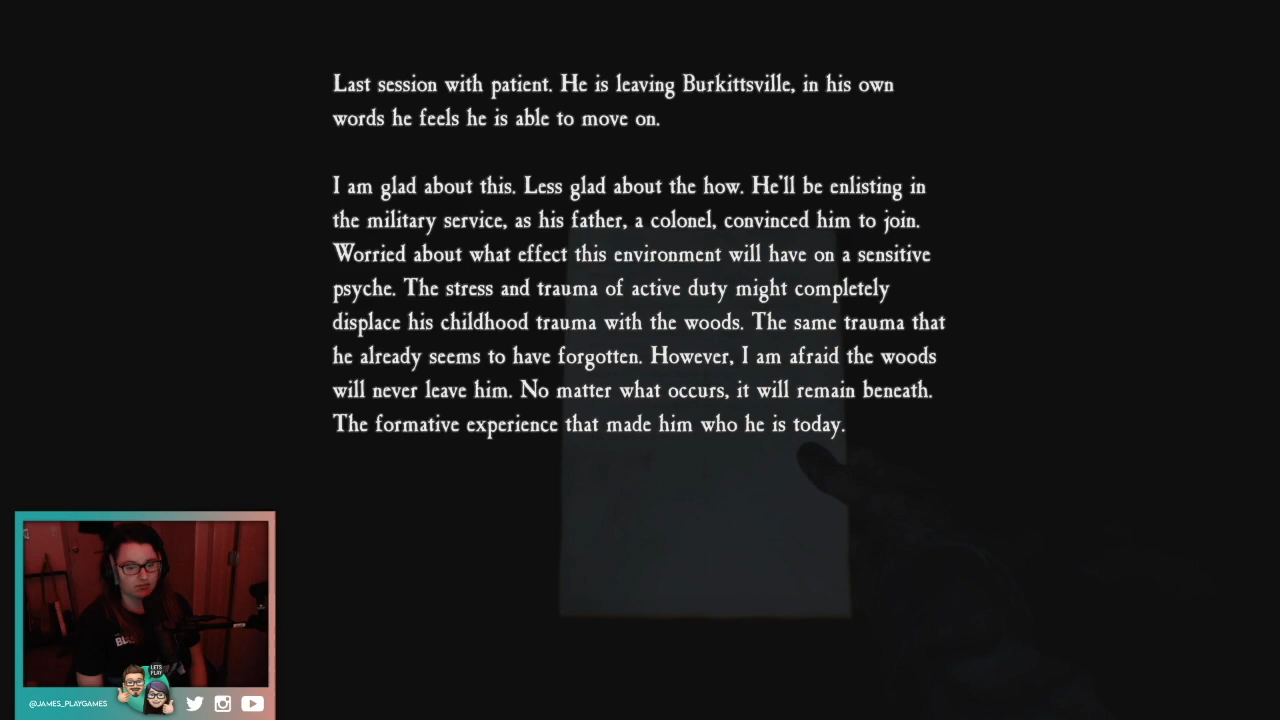 Last session with patient. He is leaving Burkittsville, in his own
words he feels he is able to move on.
I am glad about this. Less glad about the how. He'll be enlisting in
the military service, as his father, a colonel, convinced him to join.
Worried about what effect this environment will have on a sensitive
psyche. The stress and trauma of active duty might completely
displace his childhood trauma with the woods. The same trauma that
he already seems to have forgotten. However, I am afraid the woods
will never leave him. No matter what occurs, it will remain beneath.
The formative experience that made him who he is today.
LETS
PLAY
@JAMES_PLAYGAMES